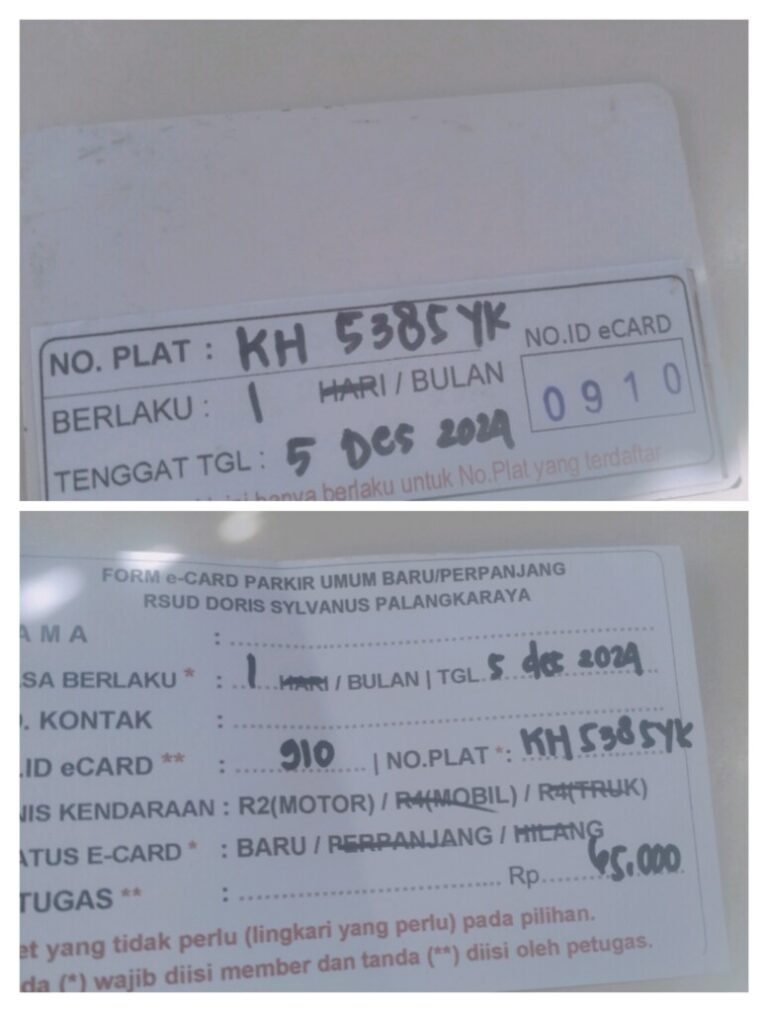 NO. PLAT : KH 5385 YK
NO.ID eCARD
BERLAKU : 1 HARI / BULAN
0910
TENGGAT TGL : 5 Des 2024
hanya berlaku untuk No.Plat yang terdaftar
FORM e-CARD PARKIR UMUM BARU/PERPANJANG
RSUD DORIS SYLVANUS PALANGKARAYA
AMA :
SA BERLAKU * : 1 HARI / BULAN | TGL. 5 des 2024
. KONTAK :
.ID eCARD ** : 910 | NO.PLAT *: KH 5385YK
NIS KENDARAAN : R2(MOTOR) / R4(MOBIL) / R4(TRUK)
ATUS E-CARD * : BARU / PERPANJANG / HILANG
TUGAS ** : Rp. 65.000
et yang tidak perlu (lingkari yang perlu) pada pilihan.
da (*) wajib diisi member dan tanda (**) diisi oleh petugas.